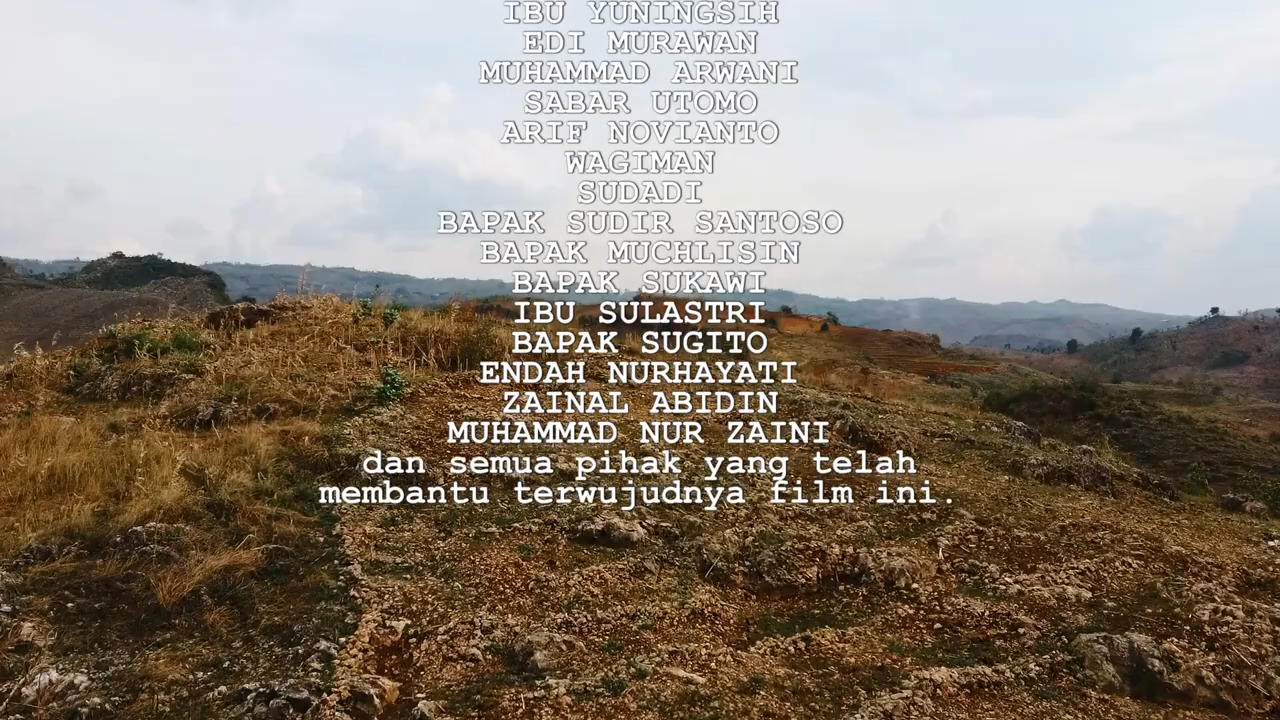 IBU YUNINGSIH
EDI MURAWAN
MUHAMMAD ARWANI
SABAR UTOMO
ARIF NOVIANTO
WAGIMAN
SUDADI
BAPAK SUDIR SANTOSO
BAPAK MUCHLISIN
BAPAK SUKAWI
IBU SULASTRI
BAPAK SUGITO
ENDAH NURHAYATI
ZAINAL ABIDIN
MUHAMMAD NUR ZAINI
dan semua pihak yang telah
membantu terwujudnya film ini.